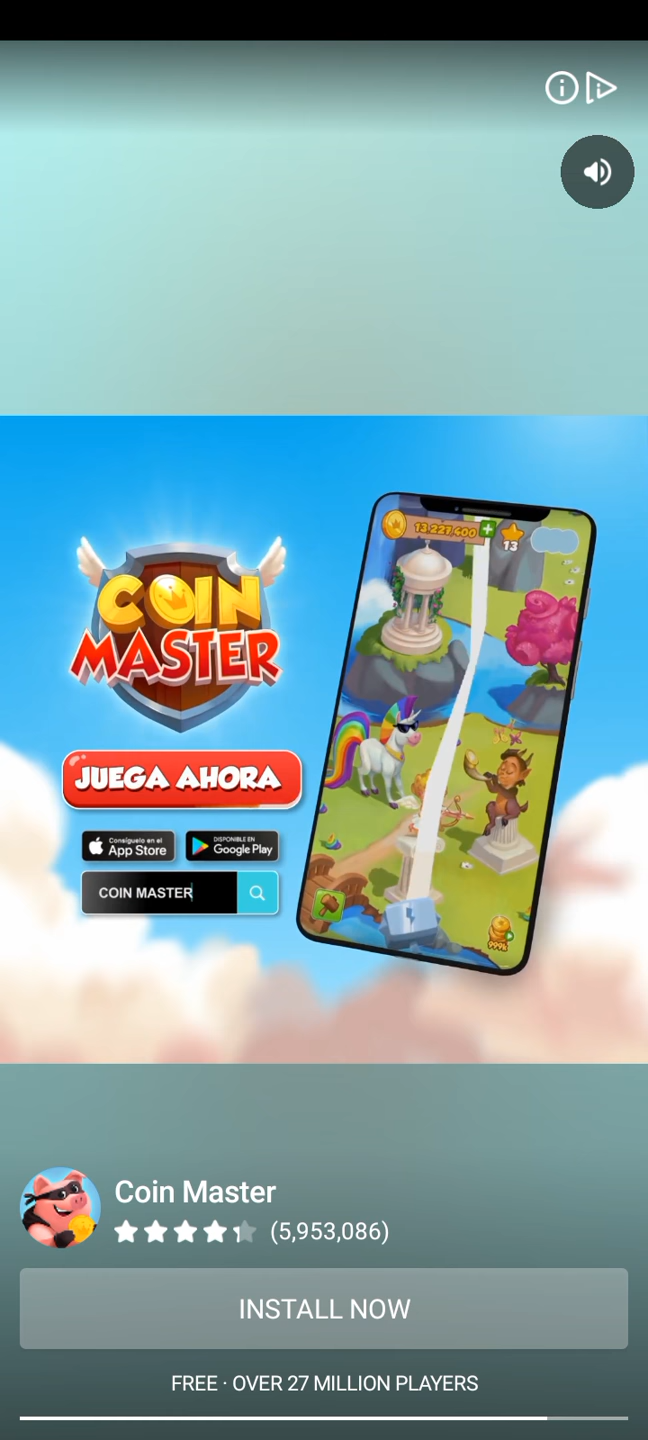 COIN
MASTER
JUEGA AHORA
Consíguelo en el
App Store
DISPONIBLE EN
Google Play
COIN MASTER
13,227,400
13
999k
Coin Master
(5,953,086)
INSTALL NOW
FREE · OVER 27 MILLION PLAYERS